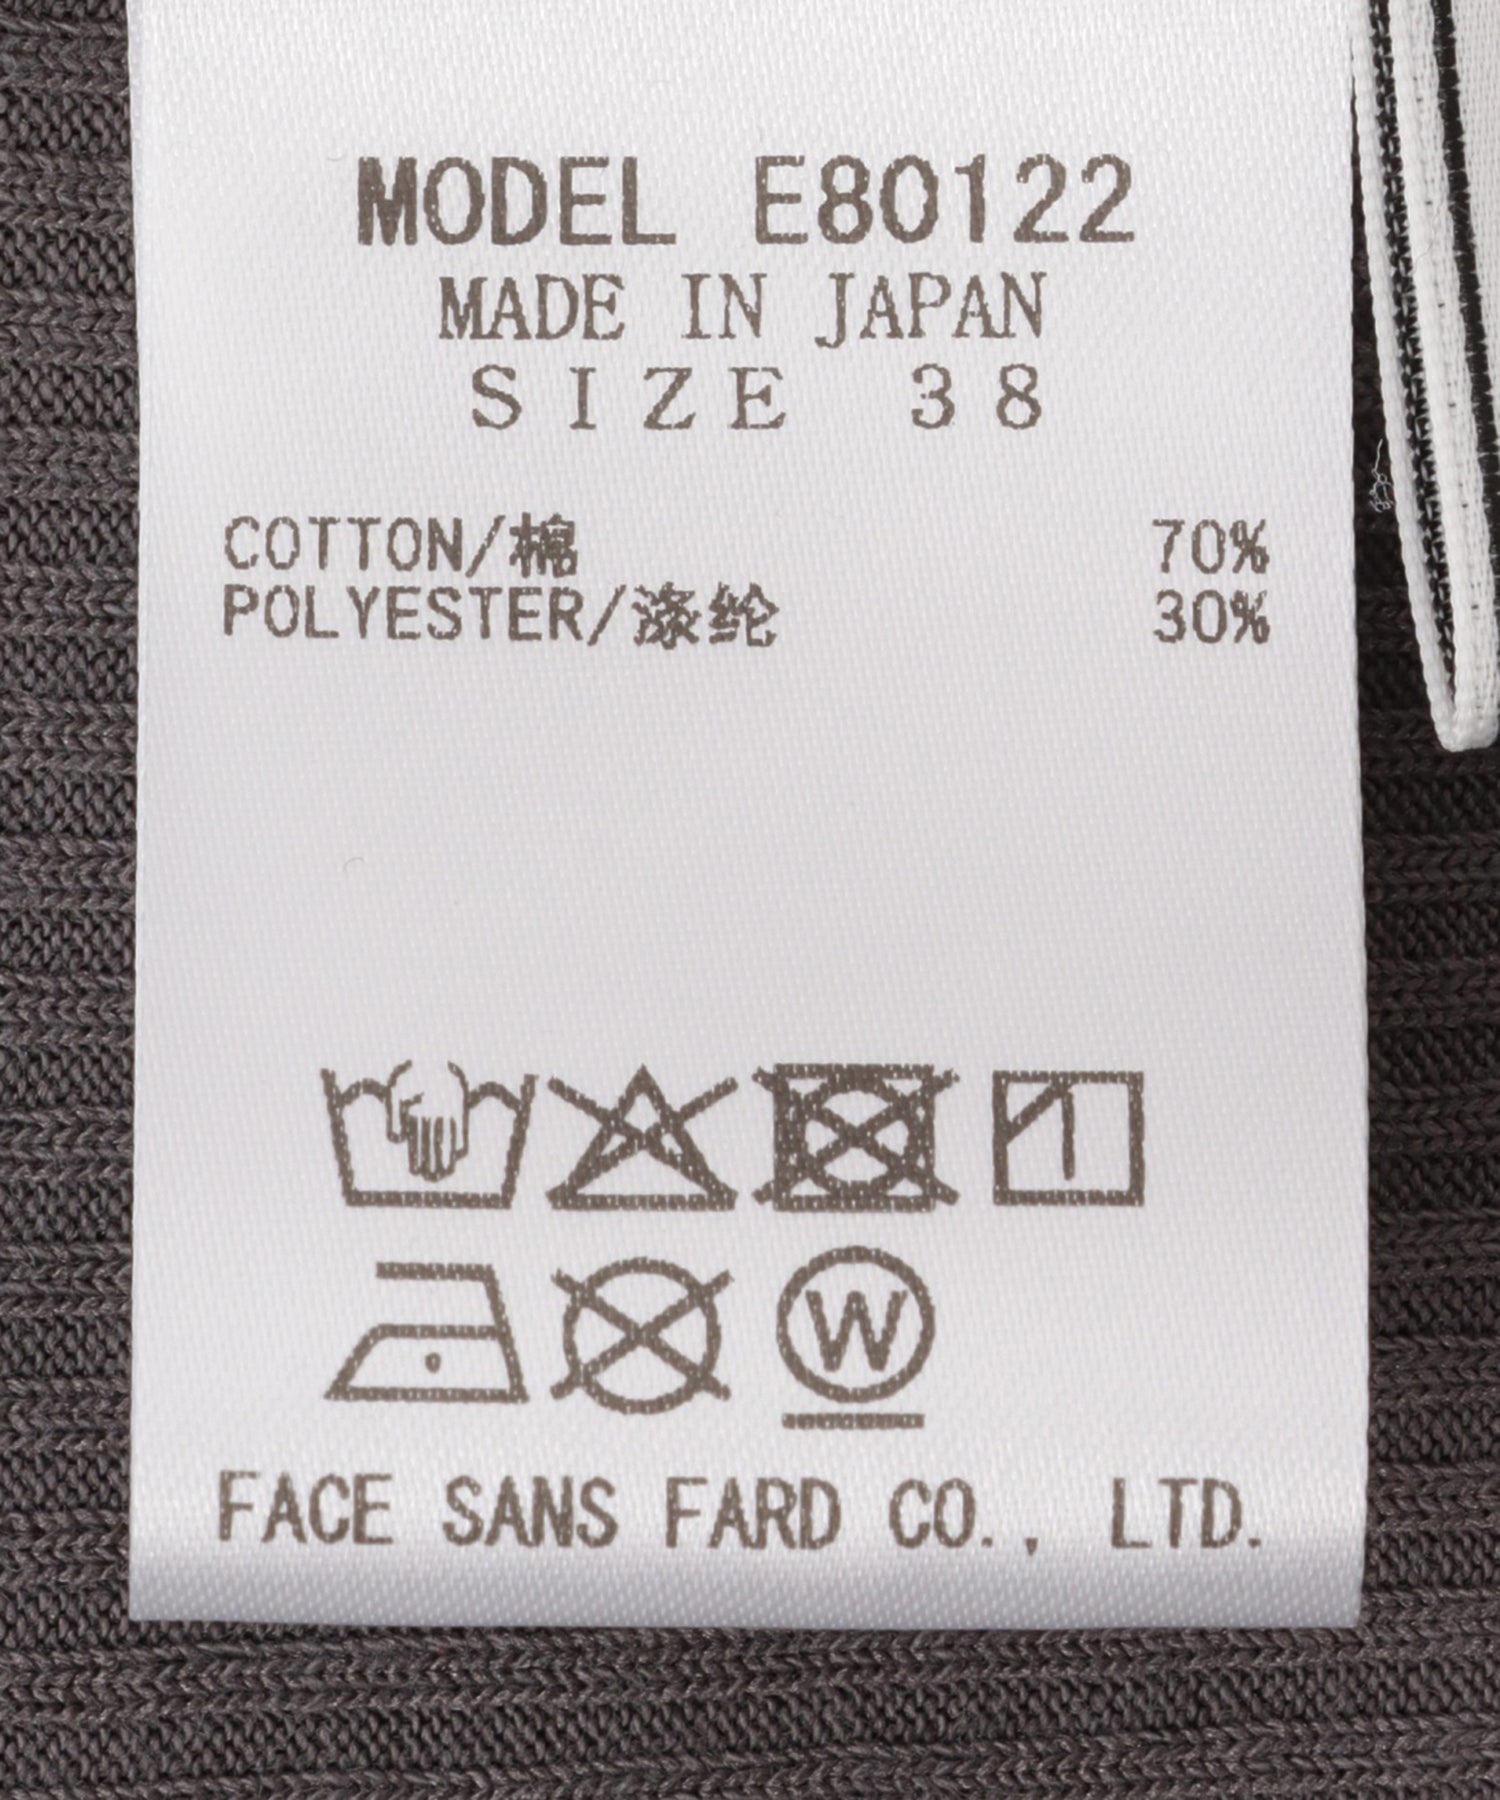 MODEL E80122
MADE IN JAPAN
SIZE 38
COTTON/棉 70%
POLYESTER/涤纶 30%
W
FACE SANS FARD CO., LTD.